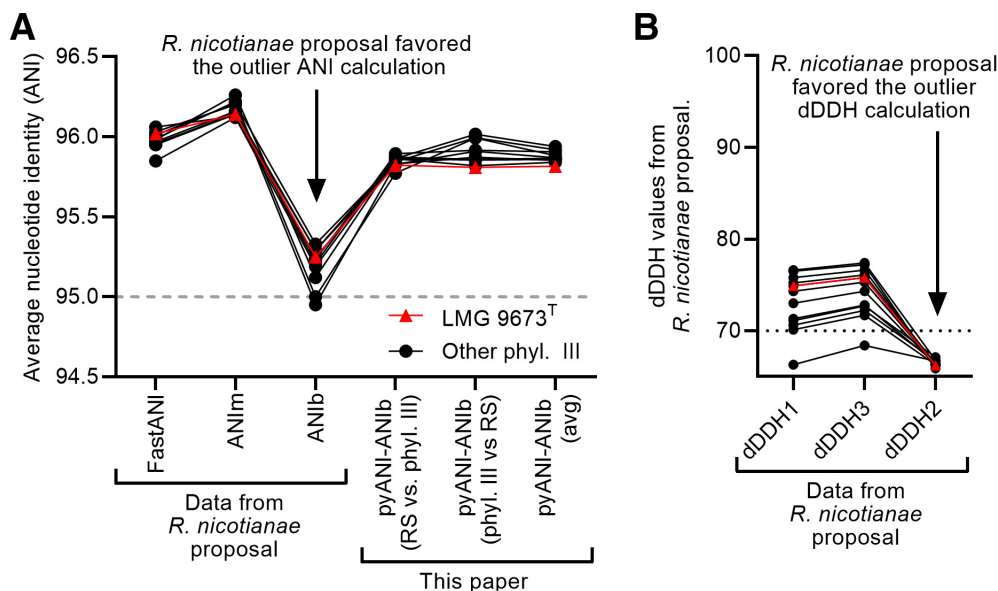 A
R. nicotianae proposal favored
the outlier ANI calculation
Average nucleotide identity (ANI)
96.5
96.0
95.5
95.0
94.5
LMG 9673T
Other phyl. III
FastANI
ANIm
ANIb
pyANI-ANIb
(RS vs. phyl. III)
pyANI-ANIb
(phyl. III vs RS)
pyANI-ANIb
(avg)
Data from
R. nicotianae
proposal
This paper
B
R. nicotianae proposal
favored the outlier
dDDH calculation
dDDH values from
R. nicotianae proposal.
100
90
80
70
dDDH1
dDDH3
dDDH2
Data from
R. nicotianae
proposal